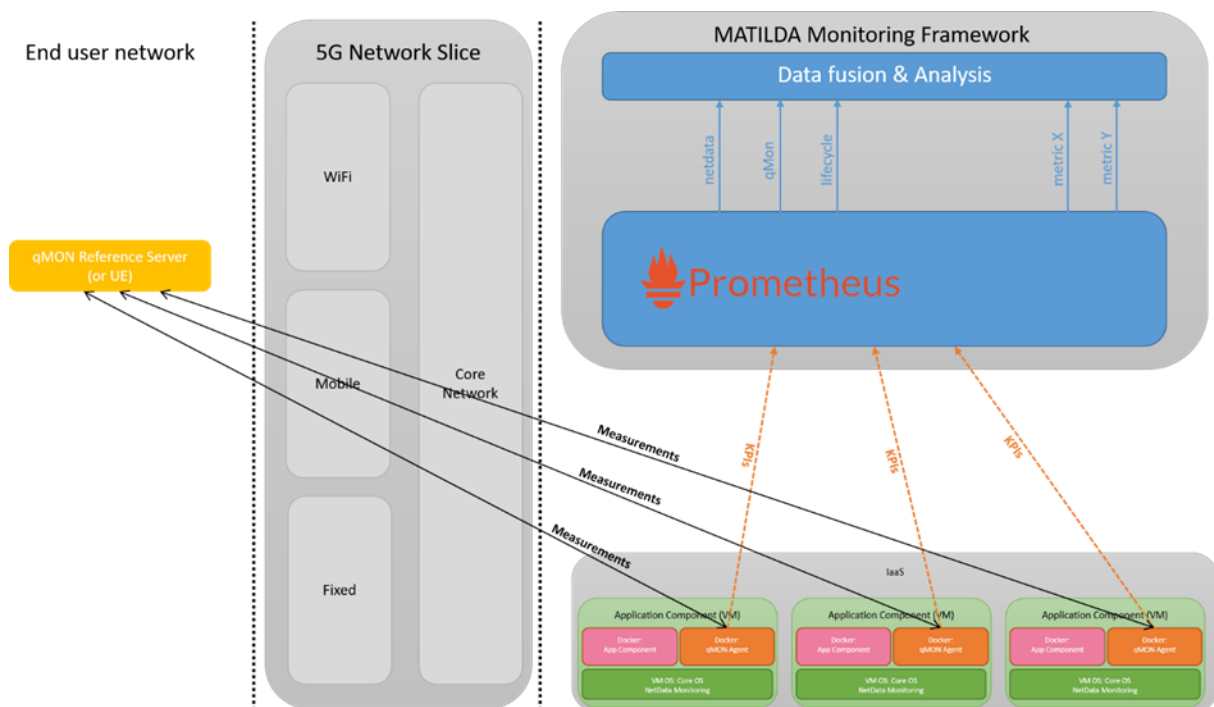 End user network
5G Network Slice
MATILDA Monitoring Framework
Data fusion & Analysis
netdata
qMon
lifecycle
metric X
metric Y
WiFi
qMON Reference Server
(or UE)
Prometheus
Mobile
Core
Network
Measurements
Measurements
Measurements
KPIs
KPIs
KPIs
Fixed
IaaS
Application Component (VM)
Application Component (VM)
Application Component (VM)
Docker:
App Component
Docker:
qMON Agent
Docker:
App Component
Docker:
qMON Agent
Docker:
App Component
Docker:
qMON Agent
VM OS: Core OS
NetData Monitoring
VM OS: Core OS
NetData Monitoring
VM OS: Core OS
NetData Monitoring